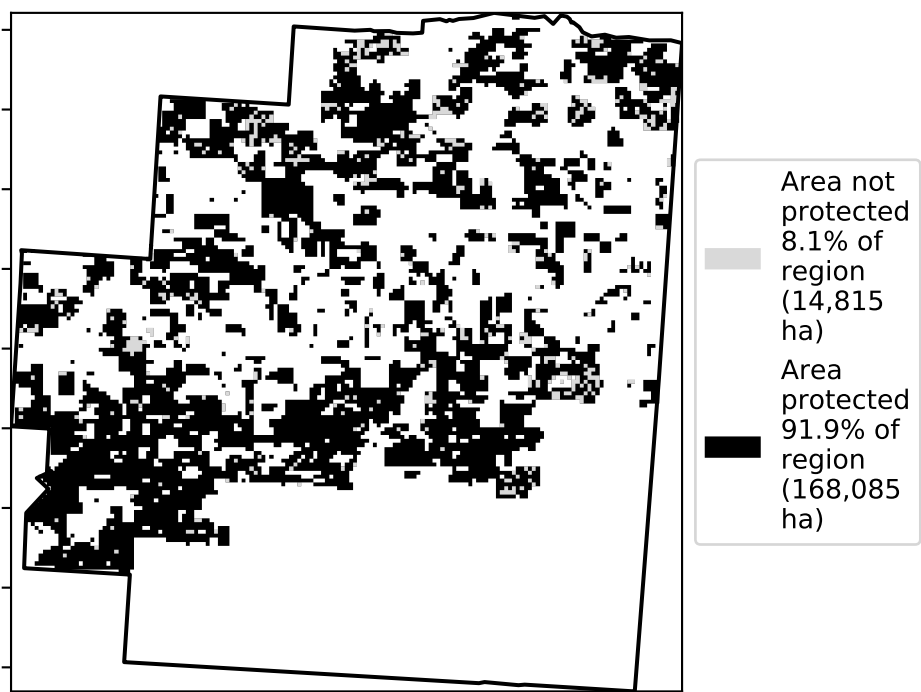 Area not
protected
8.1% of
region
(14,815
ha)
Area
protected
91.9% of
region
(168,085
ha)